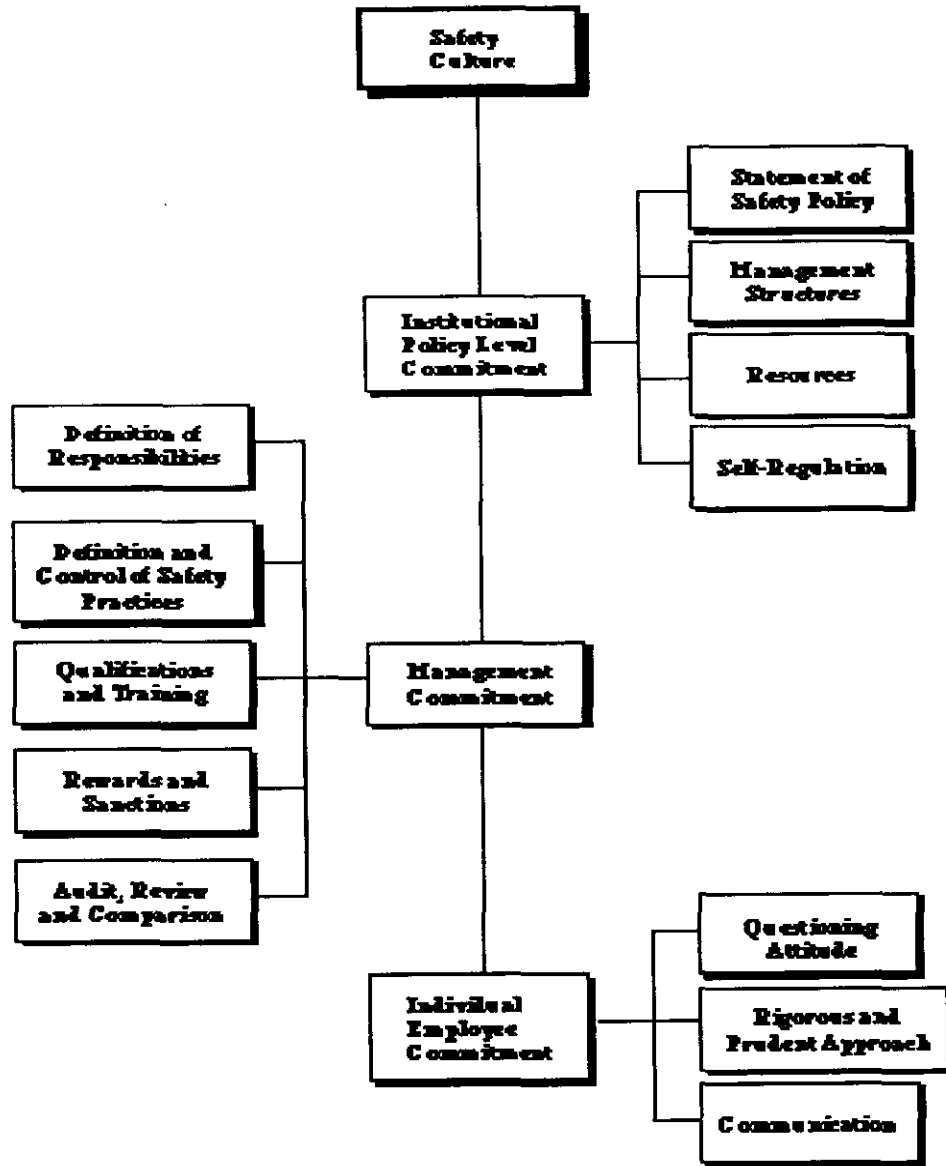 Safety
Culture
Statement of
Safety Policy
Management
Structures
Institutional
Policy Level
Commitment
Resources
Self-Regulation
Definition of
Responsibilities
Definition and
Control of Safety
Practices
Qualifications
and Training
Management
Commitment
Rewards and
Sanctions
Audit, Review
and Comparison
Questioning
Attitude
Individual
Employee
Commitment
Rigorous and
Prudent Approach
Communication